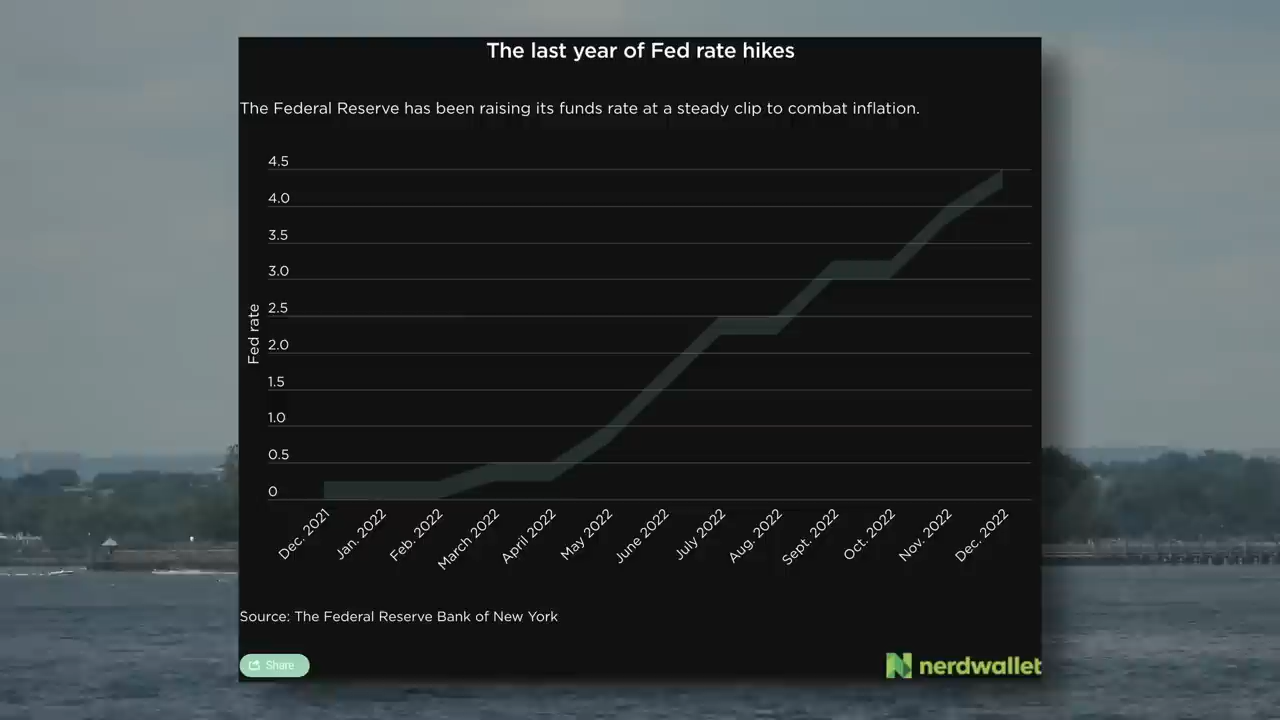 The last year of Fed rate hikes
The Federal Reserve has been raising its funds rate at a steady clip to combat inflation.
4.5
4.0
3.5
3.0
2.5
2.0
1.5
1.0
0.5
0
Fed rate
Dec. 2021
Jan. 2022
Feb. 2022
March 2022
April 2022
May 2022
June 2022
July 2022
Aug. 2022
Sept. 2022
Oct. 2022
Nov. 2022
Dec. 2022
Source: The Federal Reserve Bank of New York
Share
nerdwallet